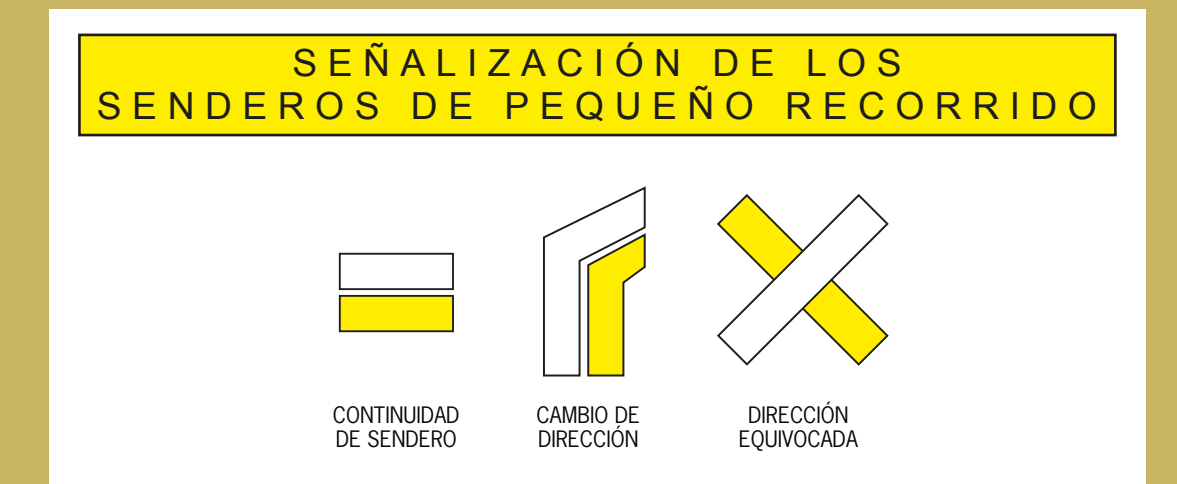 SEÑALIZACIÓN DE LOS
SENDEROS DE PEQUEÑO RECORRIDO
CONTINUIDAD
DE SENDERO
CAMBIO DE
DIRECCIÓN
DIRECCIÓN
EQUIVOCADA